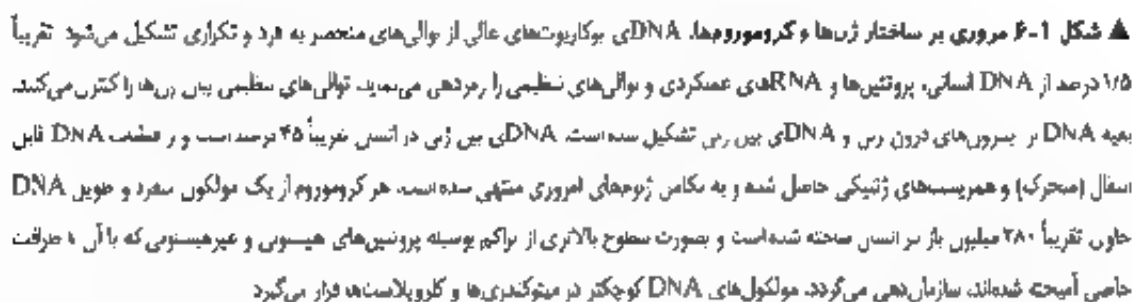 ▲ شکل 1-6 مروری بر ساختار ژن‌ها و کروموزوم‌ها. DNAی یوکاریوت‌های عالی از توالی‌های منحصر به فرد و تکراری تشکیل می‌شود تقریباً
۱/۵ درصد از DNA انسانی، پروتئین‌ها و RNAهای عملکردی و توالی‌های تنظیمی را رمزدهی می‌نماید. توالی‌های تنظیمی بیان ژن‌ها را کنترل می‌کنند.
بقیه DNA از اینترون‌های درون ژنی و DNAی بین ژنی تشکیل شده است. DNAی بین ژنی در انسان تقریباً ۴۵ درصد است و از قطعات DNA قابل
انتقال (متحرک) و همزیست‌های ژنتیکی حاصل شده و به تکامل ژنوم‌های امروزی منتهی شده است. هر کروموزوم از یک مولکول منفرد و طویل DNA
حاوی تقریباً ۲۸۰ میلیون باز در انسان ساخته شده است و بصورت سطوح بالاتری از تراکم بوسیله پروتئین‌های هیستونی و غیرهیستونی که با آن با ظرافت
خاصی آمیخته شده‌اند، سازمان‌دهی می‌گردد. مولکول‌های DNA کوچکتر در میتوکندری‌ها و کلروپلاست‌ها قرار می‌گیرد